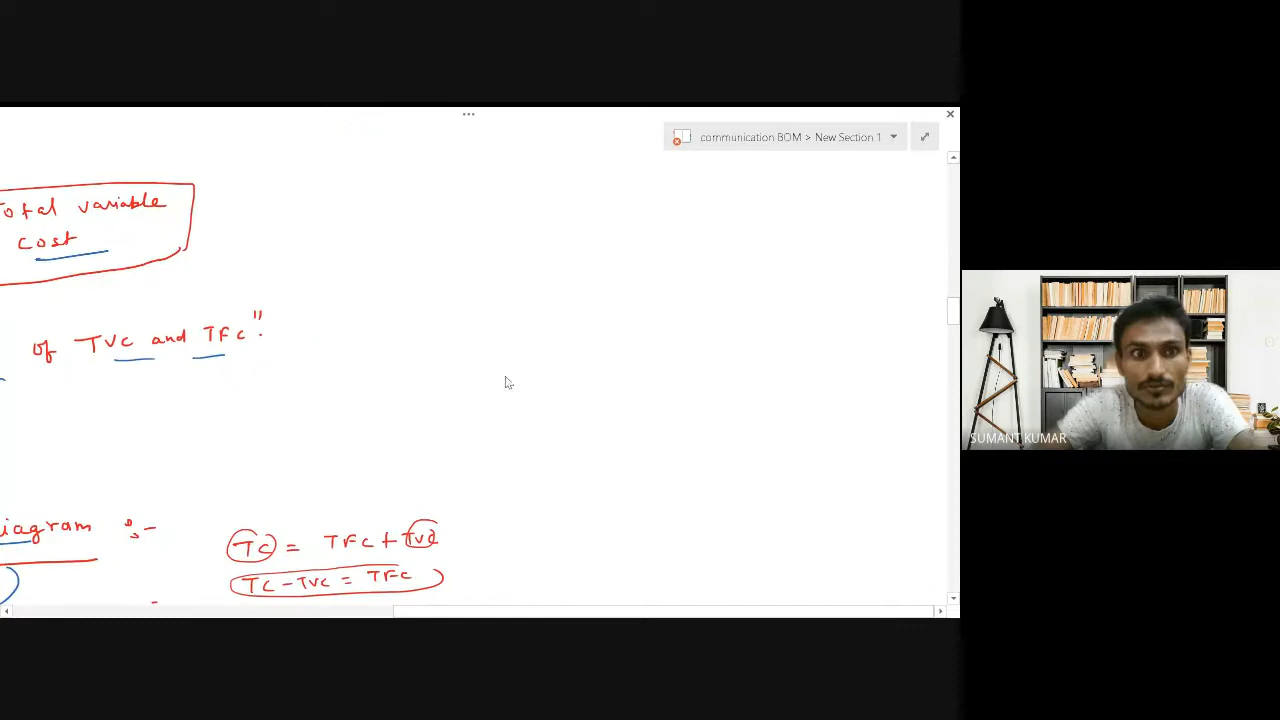 communication BOM > New Section 1
Total variable
cost
of TVC and TFC".
iagram :-
TC = TFC + TVC
TC - TVC = TFC
SUMANT KUMAR